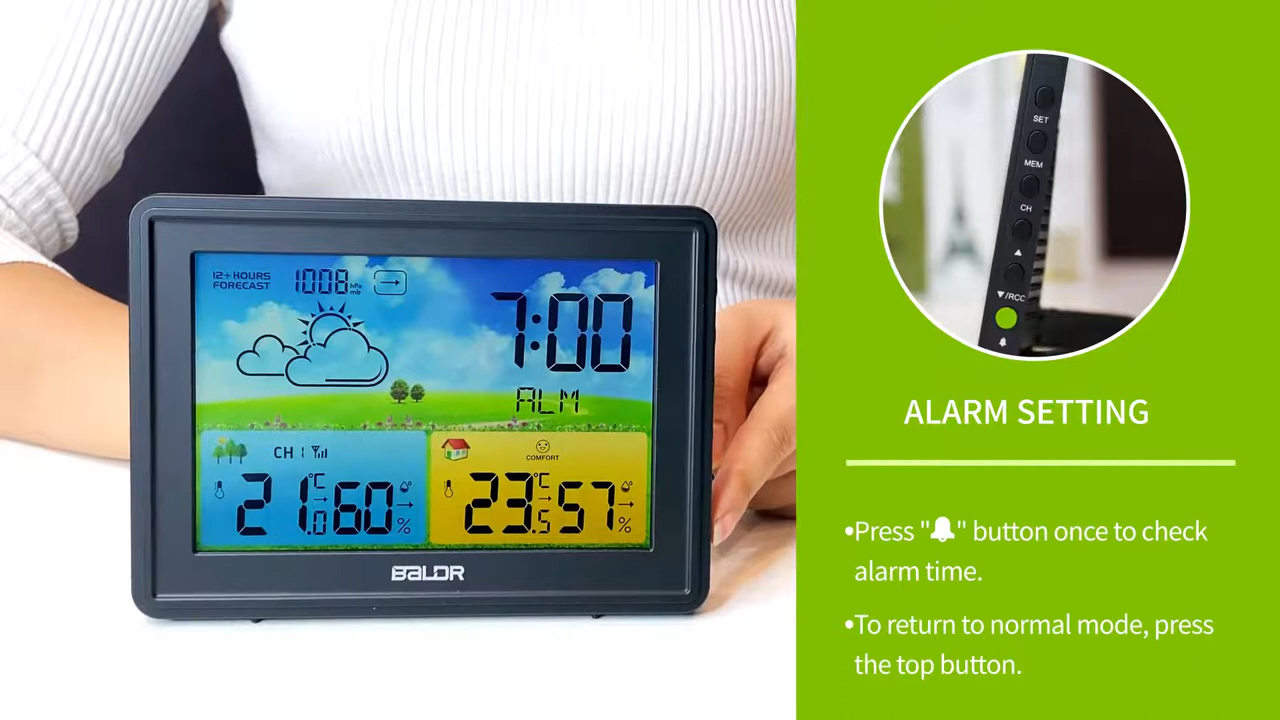 12+ HOURS
FORECAST
1008 hPa
mb
7:00
ALM
CH 1
21.0 °C 60 %
COMFORT
23.5 °C 57 %
BALDR
SET
MEM
CH
▲
▼/RCC
ALARM SETTING
•Press "🔔" button once to check
alarm time.
•To return to normal mode, press
the top button.